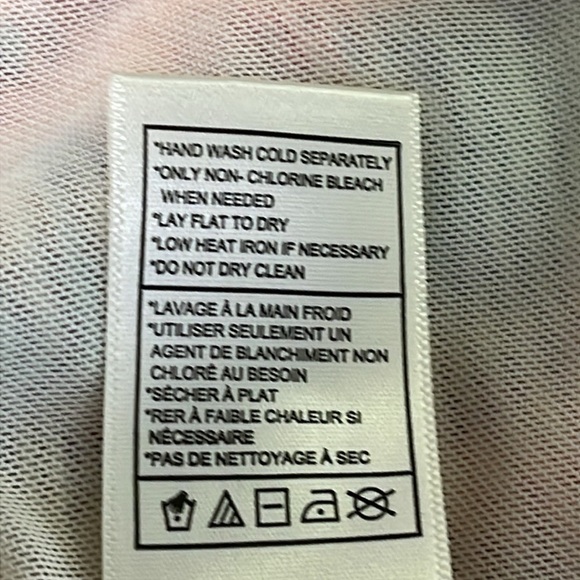 *HAND WASH COLD SEPARATELY
*ONLY NON- CHLORINE BLEACH
WHEN NEEDED
*LAY FLAT TO DRY
*LOW HEAT IRON IF NECESSARY
*DO NOT DRY CLEAN
*LAVAGE À LA MAIN FROID
*UTILISER SEULEMENT UN
AGENT DE BLANCHIMENT NON
CHLORÉ AU BESOIN
*SÉCHER À PLAT
*RER À FAIBLE CHALEUR SI
NÉCESSAIRE
*PAS DE NETTOYAGE À SEC